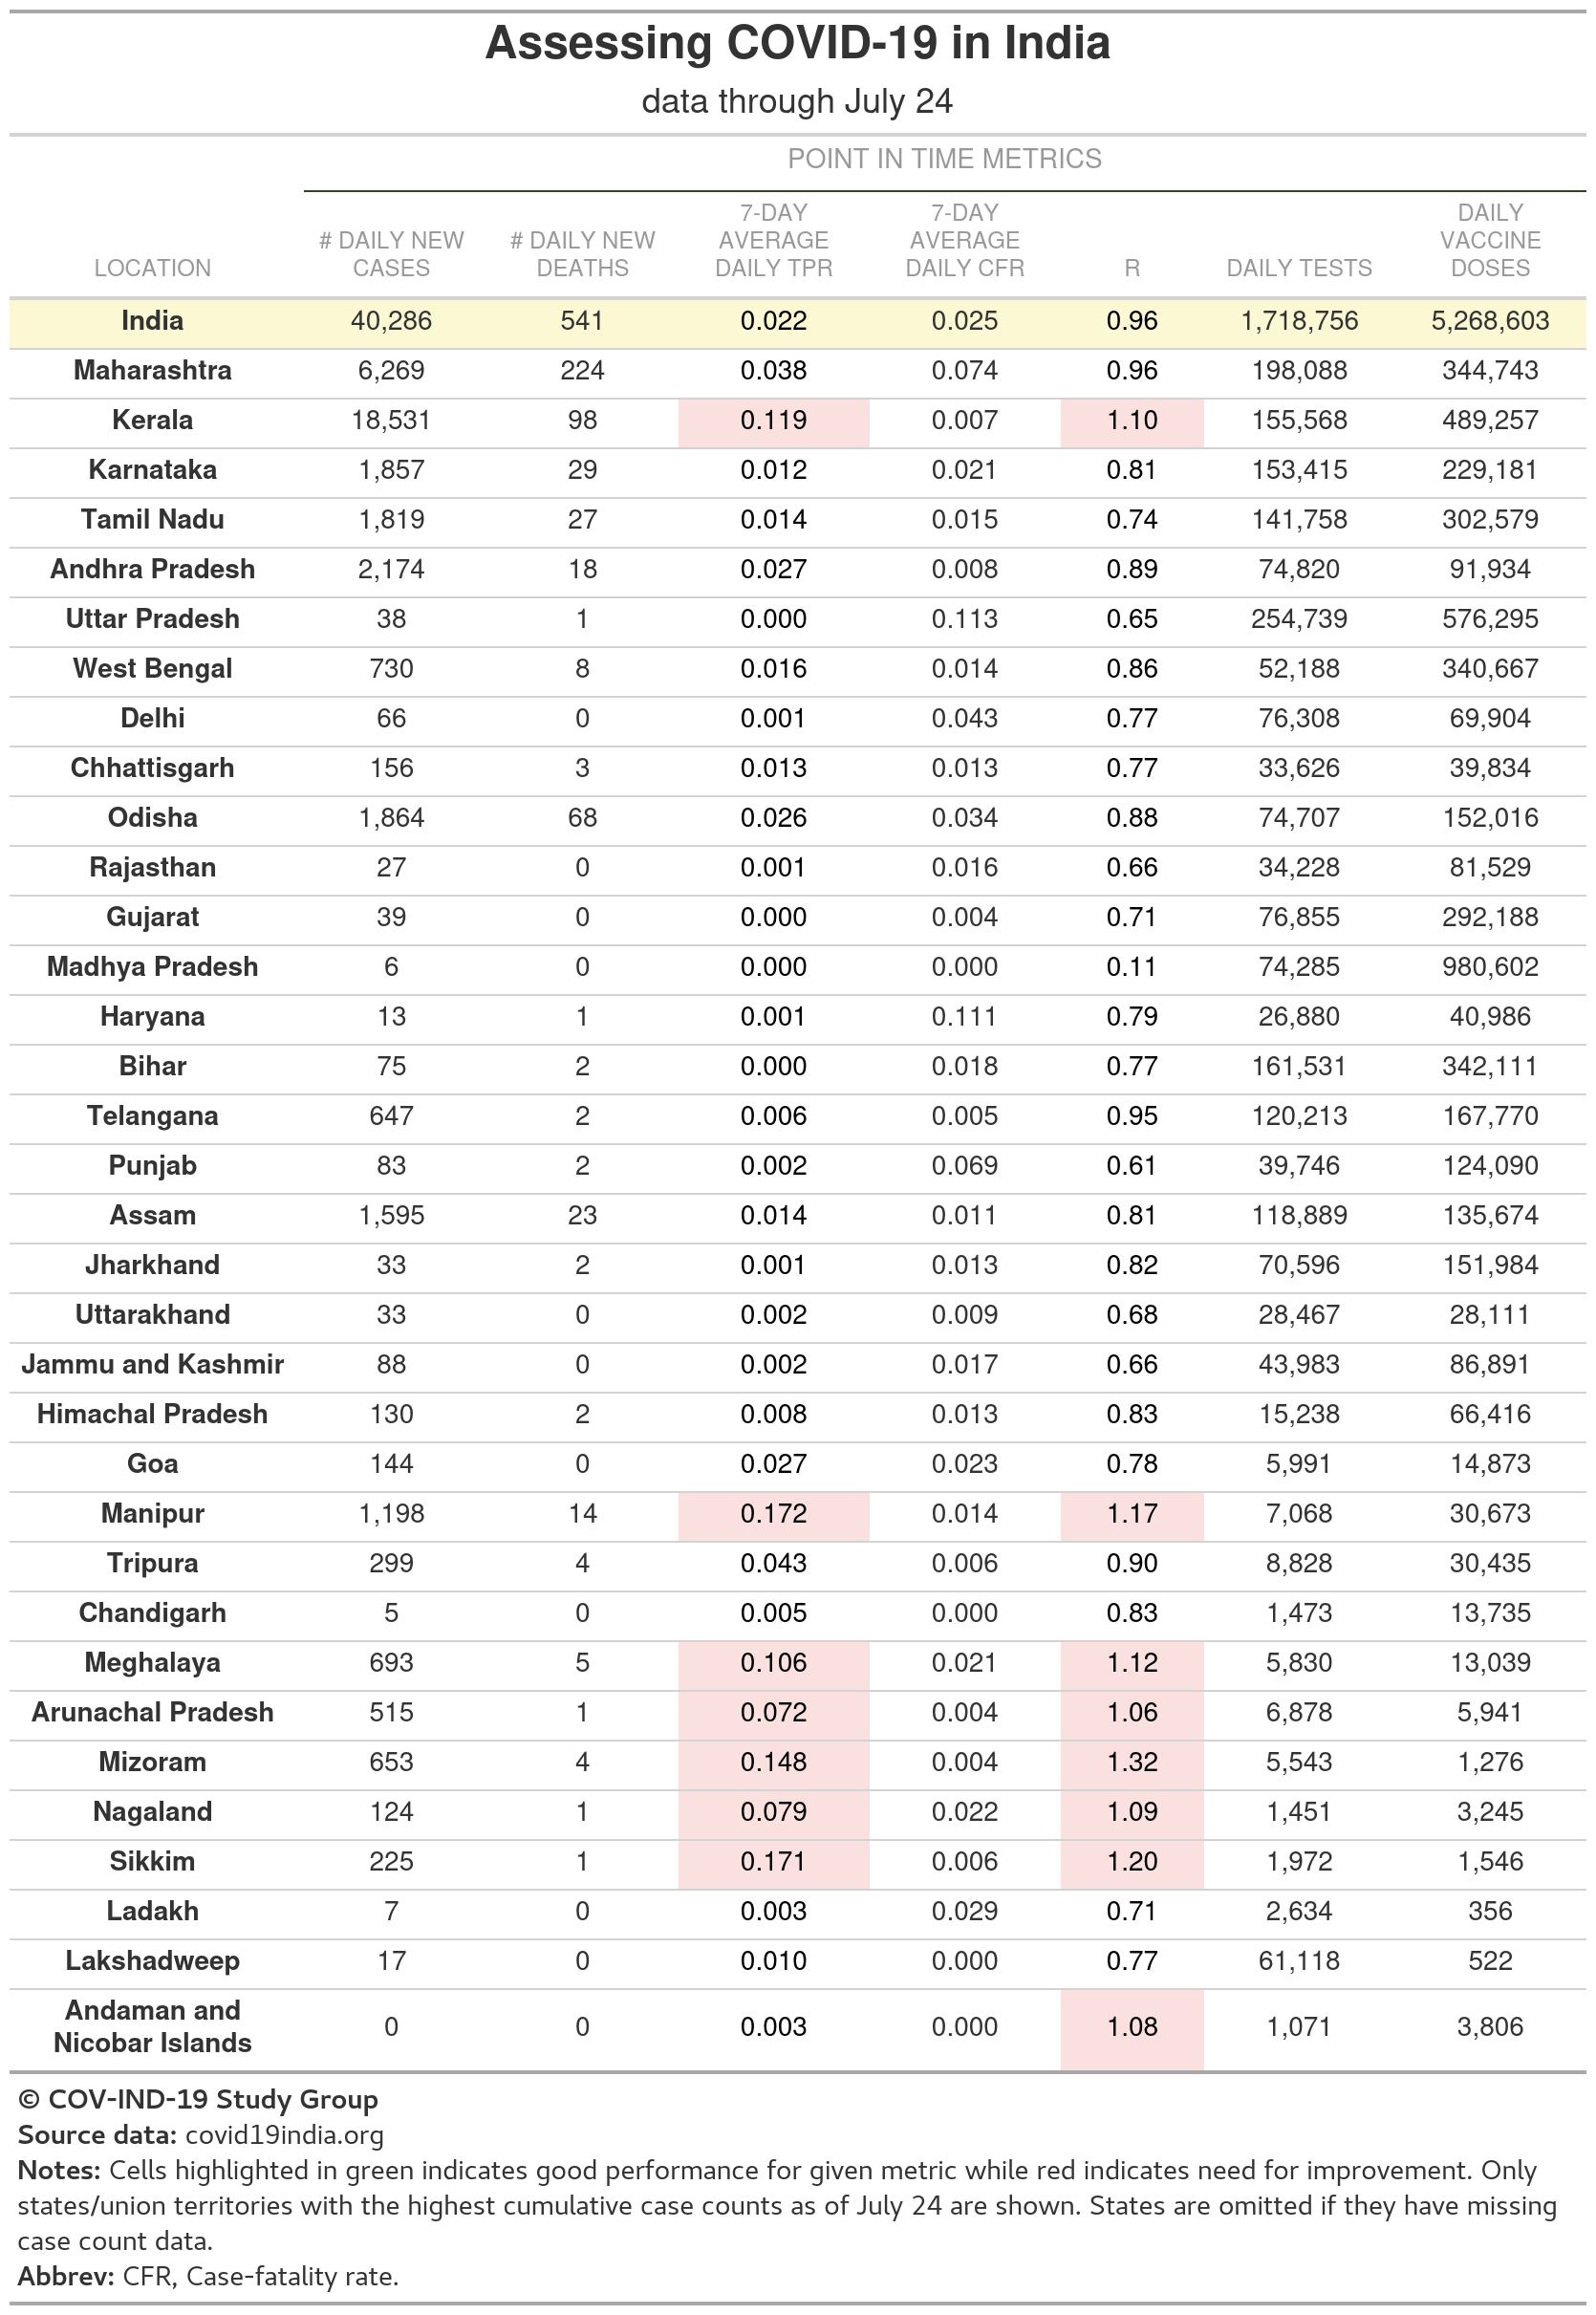 Assessing COVID-19 in India
data through July 24
POINT IN TIME METRICS
LOCATION # DAILY NEW CASES # DAILY NEW DEATHS 7-DAY AVERAGE DAILY TPR 7-DAY AVERAGE DAILY CFR R DAILY TESTS DAILY VACCINE DOSES
India 40,286 541 0.022 0.025 0.96 1,718,756 5,268,603
Maharashtra 6,269 224 0.038 0.074 0.96 198,088 344,743
Kerala 18,531 98 0.119 0.007 1.10 155,568 489,257
Karnataka 1,857 29 0.012 0.021 0.81 153,415 229,181
Tamil Nadu 1,819 27 0.014 0.015 0.74 141,758 302,579
Andhra Pradesh 2,174 18 0.027 0.008 0.89 74,820 91,934
Uttar Pradesh 38 1 0.000 0.113 0.65 254,739 576,295
West Bengal 730 8 0.016 0.014 0.86 52,188 340,667
Delhi 66 0 0.001 0.043 0.77 76,308 69,904
Chhattisgarh 156 3 0.013 0.013 0.77 33,626 39,834
Odisha 1,864 68 0.026 0.034 0.88 74,707 152,016
Rajasthan 27 0 0.001 0.016 0.66 34,228 81,529
Gujarat 39 0 0.000 0.004 0.71 76,855 292,188
Madhya Pradesh 6 0 0.000 0.000 0.11 74,285 980,602
Haryana 13 1 0.001 0.111 0.79 26,880 40,986
Bihar 75 2 0.000 0.018 0.77 161,531 342,111
Telangana 647 2 0.006 0.005 0.95 120,213 167,770
Punjab 83 2 0.002 0.069 0.61 39,746 124,090
Assam 1,595 23 0.014 0.011 0.81 118,889 135,674
Jharkhand 33 2 0.001 0.013 0.82 70,596 151,984
Uttarakhand 33 0 0.002 0.009 0.68 28,467 28,111
Jammu and Kashmir 88 0 0.002 0.017 0.66 43,983 86,891
Himachal Pradesh 130 2 0.008 0.013 0.83 15,238 66,416
Goa 144 0 0.027 0.023 0.78 5,991 14,873
Manipur 1,198 14 0.172 0.014 1.17 7,068 30,673
Tripura 299 4 0.043 0.006 0.90 8,828 30,435
Chandigarh 5 0 0.005 0.000 0.83 1,473 13,735
Meghalaya 693 5 0.106 0.021 1.12 5,830 13,039
Arunachal Pradesh 515 1 0.072 0.004 1.06 6,878 5,941
Mizoram 653 4 0.148 0.004 1.32 5,543 1,276
Nagaland 124 1 0.079 0.022 1.09 1,451 3,245
Sikkim 225 1 0.171 0.006 1.20 1,972 1,546
Ladakh 7 0 0.003 0.029 0.71 2,634 356
Lakshadweep 17 0 0.010 0.000 0.77 61,118 522
Andaman and Nicobar Islands 0 0 0.003 0.000 1.08 1,071 3,806
© COV-IND-19 Study Group
Source data: covid19india.org
Notes: Cells highlighted in green indicates good performance for given metric while red indicates need for improvement. Only
states/union territories with the highest cumulative case counts as of July 24 are shown. States are omitted if they have missing
case count data.
Abbrev: CFR, Case-fatality rate.